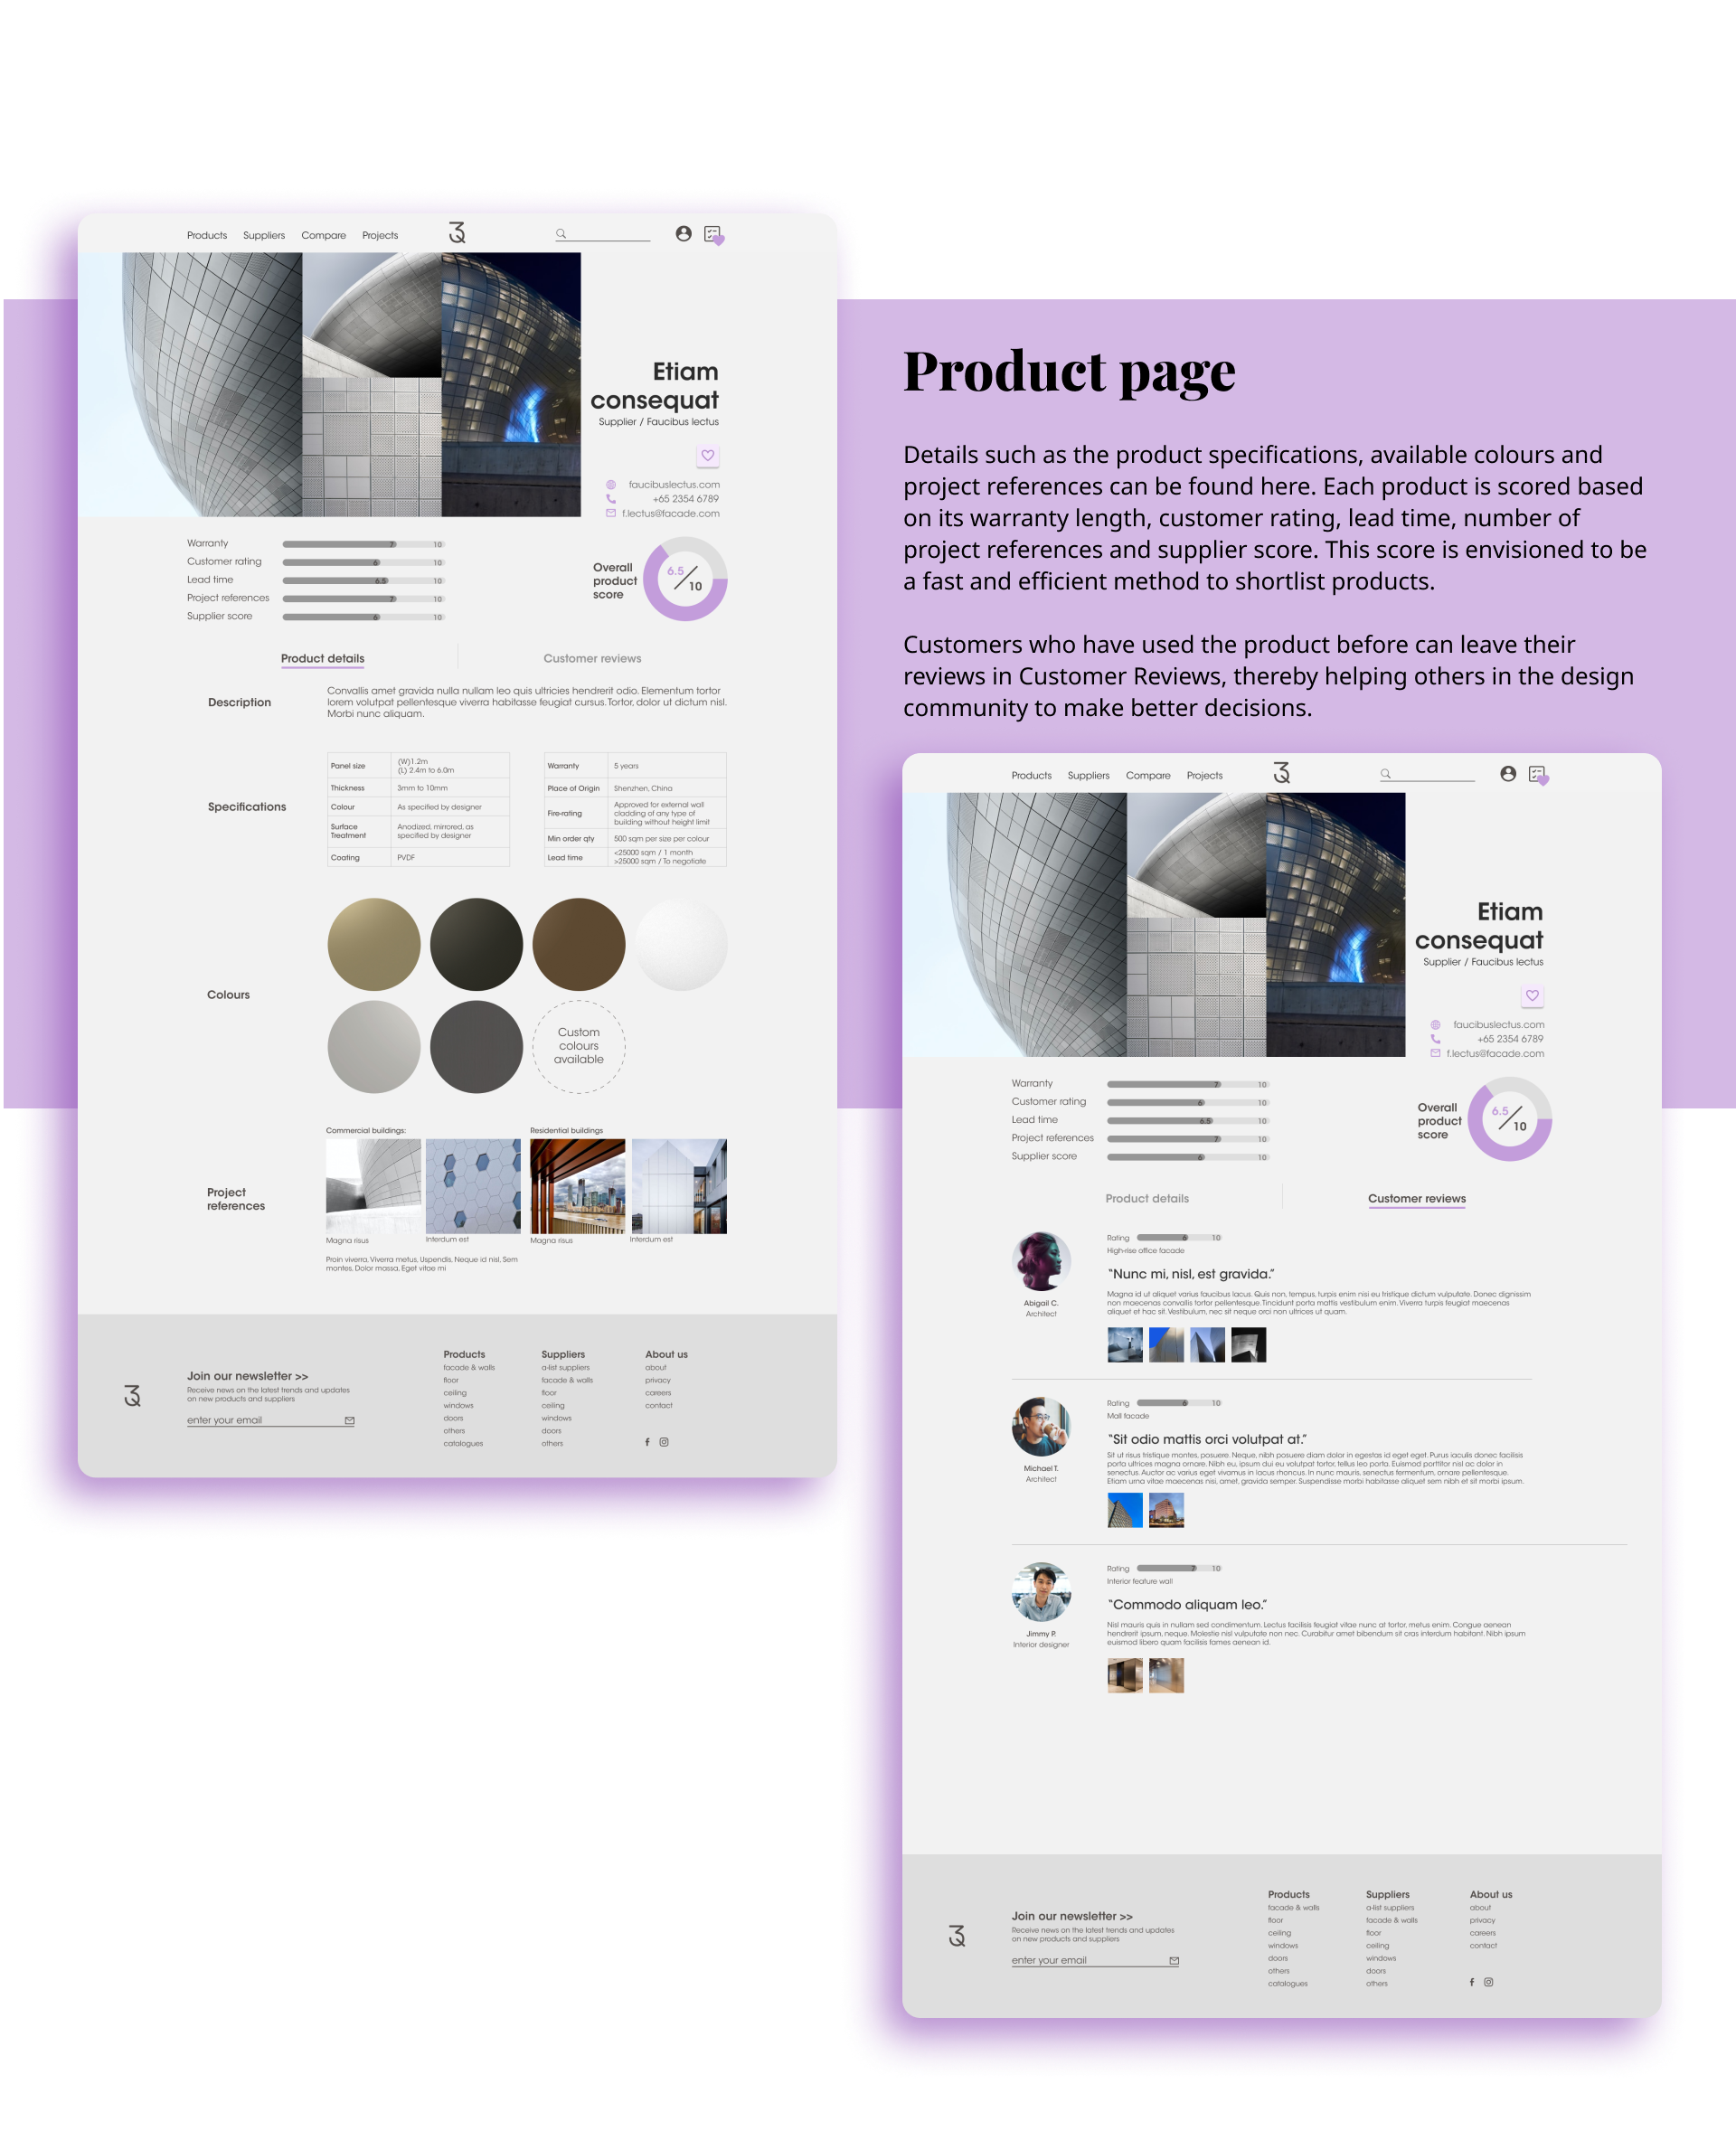 Products Suppliers Compare Projects
Etiam
consequat
Supplier / Faucibus lectus
faucibuslectus.com
+65 2354 6789
f.lectus@facade.com
Warranty 7 10
Customer rating 6 10
Lead time 6.5 10
Project references 7 10
Supplier score 6 10
Overall
product
score
6.5
10
Product details
Customer reviews
Description
Convallis amet gravida nulla nullam leo quis ultricies hendrerit odio. Elementum tortor
lorem volutpat pellentesque viverra habitasse feugiat cursus. Tortor, dolor ut dictum nisl.
Morbi nunc aliquam.
Specifications
Panel size
(W)1.2m
(L) 2.4m to 6.0m
Thickness
3mm to 10mm
Colour
As specified by designer
Surface
Treatment
Anodized, mirrored, as
specified by designer
Coating
PVDF
Warranty
5 years
Place of Origin
Shenzhen, China
Fire-rating
Approved for external wall
cladding of any type of
building without height limit
Min order qty
500 sqm per size per colour
Lead time
<25000 sqm / 1 month
>25000 sqm / To negotiate
Colours
Custom
colours
available
Project
references
Commercial buildings:
Residential buildings
Magna risus
Interdum est
Magna risus
Interdum est
Proin viverra, Viverra metus, Uspendis, Neque id nisl, Sem
montes, Dolor massa, Eget vitae mi
Join our newsletter >>
Receive news on the latest trends and updates
on new products and suppliers
enter your email
Products
facade & walls
floor
ceiling
windows
doors
others
catalogues
Suppliers
a-list suppliers
facade & walls
floor
ceiling
windows
doors
others
About us
about
privacy
careers
contact
Product page
Details such as the product specifications, available colours and
project references can be found here. Each product is scored based
on its warranty length, customer rating, lead time, number of
project references and supplier score. This score is envisioned to be
a fast and efficient method to shortlist products.
Customers who have used the product before can leave their
reviews in Customer Reviews, thereby helping others in the design
community to make better decisions.
Products Suppliers Compare Projects
Etiam
consequat
Supplier / Faucibus lectus
faucibuslectus.com
+65 2354 6789
f.lectus@facade.com
Warranty 7 10
Customer rating 6 10
Lead time 6.5 10
Project references 7 10
Supplier score 6 10
Overall
product
score
6.5
10
Product details
Customer reviews
Abigail C.
Architect
Rating 6 10
High-rise office facade
“Nunc mi, nisl, est gravida.”
Magna id ut aliquet varius faucibus lacus. Quis non, tempus, turpis enim nisi eu tristique dictum vulputate. Donec dignissim
non maecenas convallis tortor pellentesque. Tincidunt porta mattis vestibulum enim. Viverra turpis feugiat maecenas
aliquet et hac sit. Vestibulum, nec sit neque orci non ultrices ut quam.
Michael T.
Architect
Rating 6 10
Mall facade
“Sit odio mattis orci volutpat at.”
Sit ut risus tristique montes, posuere. Neque, nibh posuere diam dolor in egestas id eget eget. Purus iaculis donec facilisis
porta ultrices magna ornare. Nibh eu, ipsum dui eu volutpat tortor, tellus leo porta. Euismod porttitor nisl ac dolor in
senectus. Auctor ac varius eget vivamus in lacus rhoncus. In nunc mauris, senectus fermentum, ornare pellentesque.
Etiam urna vitae maecenas nisi, amet, gravida semper. Suspendisse morbi habitasse aliquet sem nibh et sit morbi ipsum.
Jimmy P.
Interior designer
Rating 7 10
Interior feature wall
“Commodo aliquam leo.”
Nisl mauris quis in nullam sed condimentum. Lectus facilisis feugiat vitae nunc at tortor, metus enim. Congue aenean
hendrerit ipsum, neque. Molestie nisl vulputate non nec. Curabitur amet bibendum sit cras interdum habitant. Nibh ipsum
euismod libero quam facilisis fames aenean id.
Join our newsletter >>
Receive news on the latest trends and updates
on new products and suppliers
enter your email
Products
facade & walls
floor
ceiling
windows
doors
others
catalogues
Suppliers
a-list suppliers
facade & walls
floor
ceiling
windows
doors
others
About us
about
privacy
careers
contact